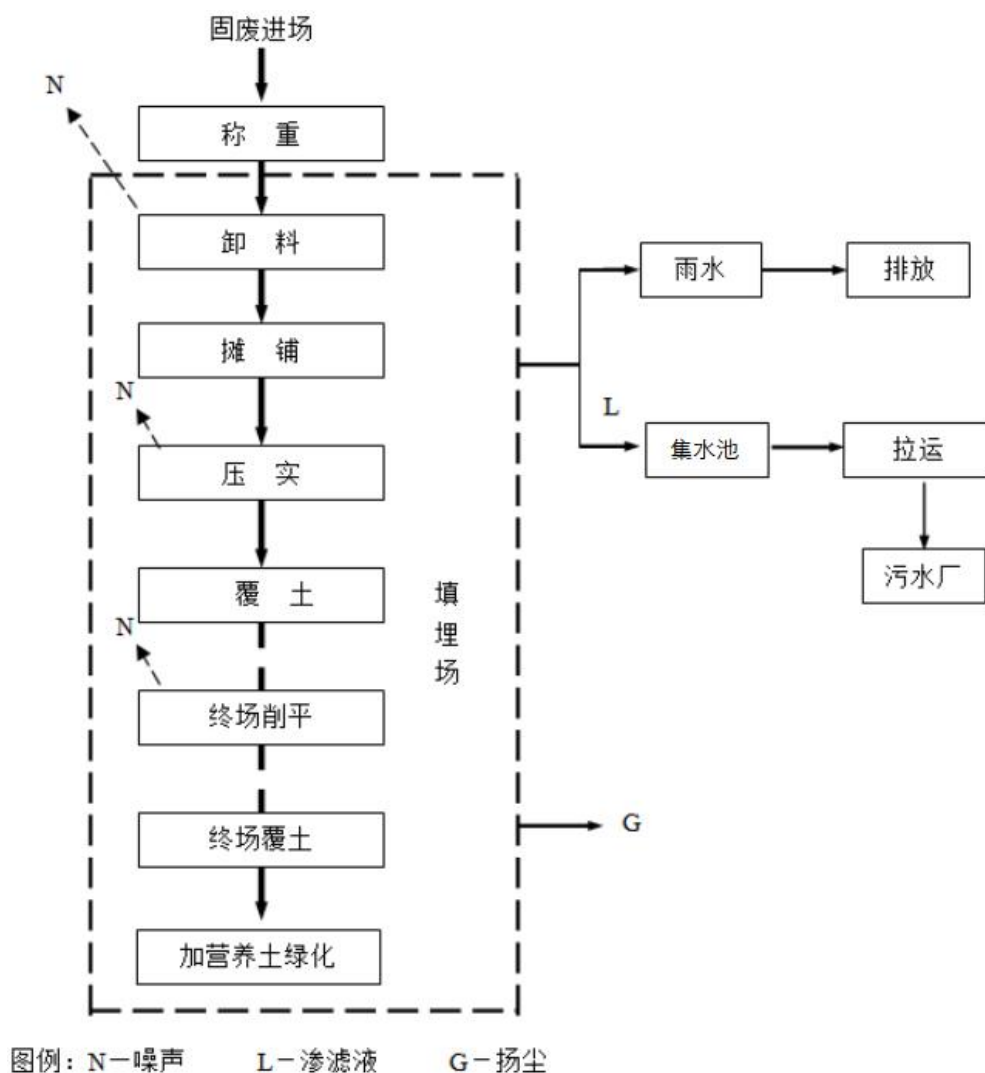 固废进场
N
称 重
卸 料
雨水
排放
摊 铺
N
L
压 实
集水池
拉运
覆 土
填埋场
污水厂
N
终场削平
终场覆土
G
加营养土绿化
图例：N－噪声 L－渗滤液 G－扬尘